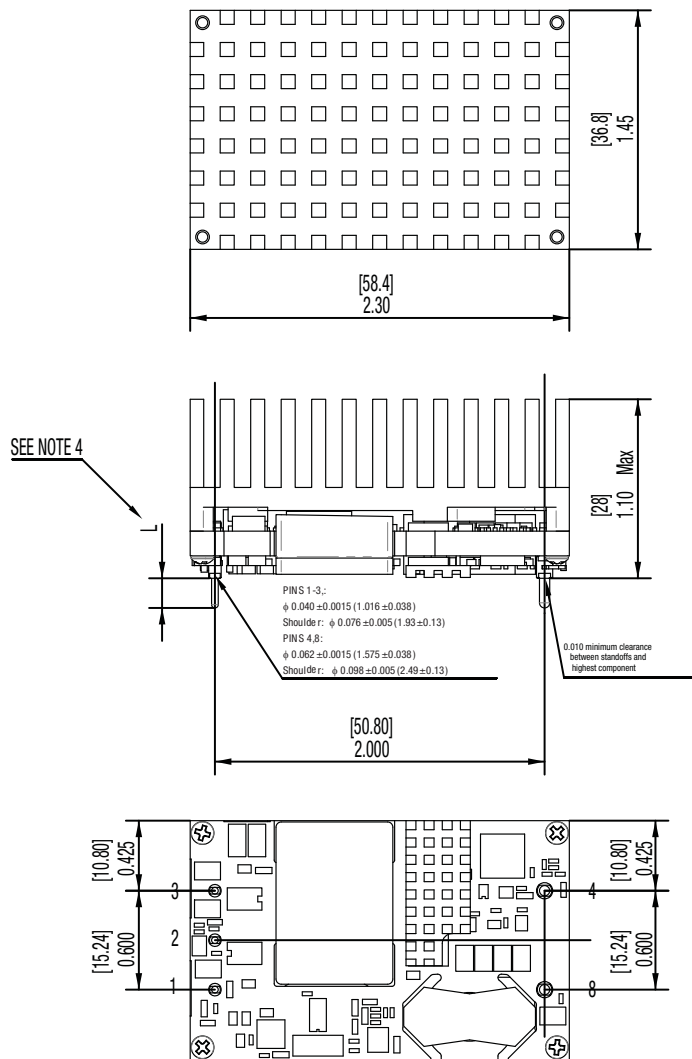 [36.8]
1.45
[58.4]
2.30
SEE NOTE 4
L
[28]
1.10 Max
PINS 1-3,:
ϕ 0.040 ±0.0015 (1.016 ±0.038)
Shoulder: ϕ 0.076 ±0.005 (1.93 ±0.13)
PINS 4,8:
ϕ 0.062 ±0.0015 (1.575 ±0.038)
Shoulder: ϕ 0.098 ±0.005 (2.49 ±0.13)
0.010 minimum clearance
between standoffs and
highest component
[50.80]
2.000
[10.80]
0.425
[10.80]
0.425
3
4
2
[15.24]
0.600
[15.24]
0.600
1
8